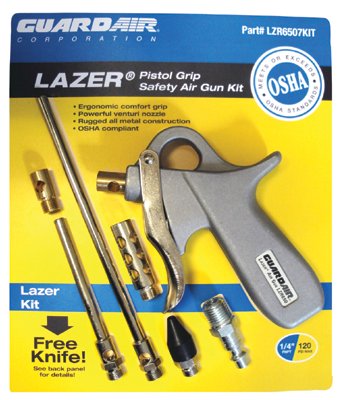 GUARDAIR
CORPORATION
Part# LZR6507KIT
LAZER® Pistol Grip
Safety Air Gun Kit
MEETS OR EXCEEDS
OSHA
OSHA STANDARDS
• Ergonomic comfort grip
• Powerful venturi nozzle
• Rugged all metal construction
• OSHA compliant
GUARDAIR
Lazer
Kit
Free
Knife!
See back panel
for details!
1/4"
FNPT
120